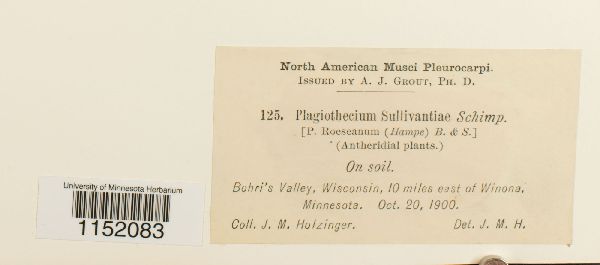 North American Musci Pleurocarpi.
ISSUED BY A. J. GROUT, PH. D.
125. Plagiothecium Sullivantiae Schimp.
[P. Roeseanum (Hampe) B. & S.]
(Antheridial plants.)
On soil.
Bohri's Valley, Wisconsin, 10 miles east of Winona,
Minnesota. Oct. 20, 1900.
Coll. J. M. Holzinger. Det. J. M. H.
University of Minnesota Herbarium
1152083